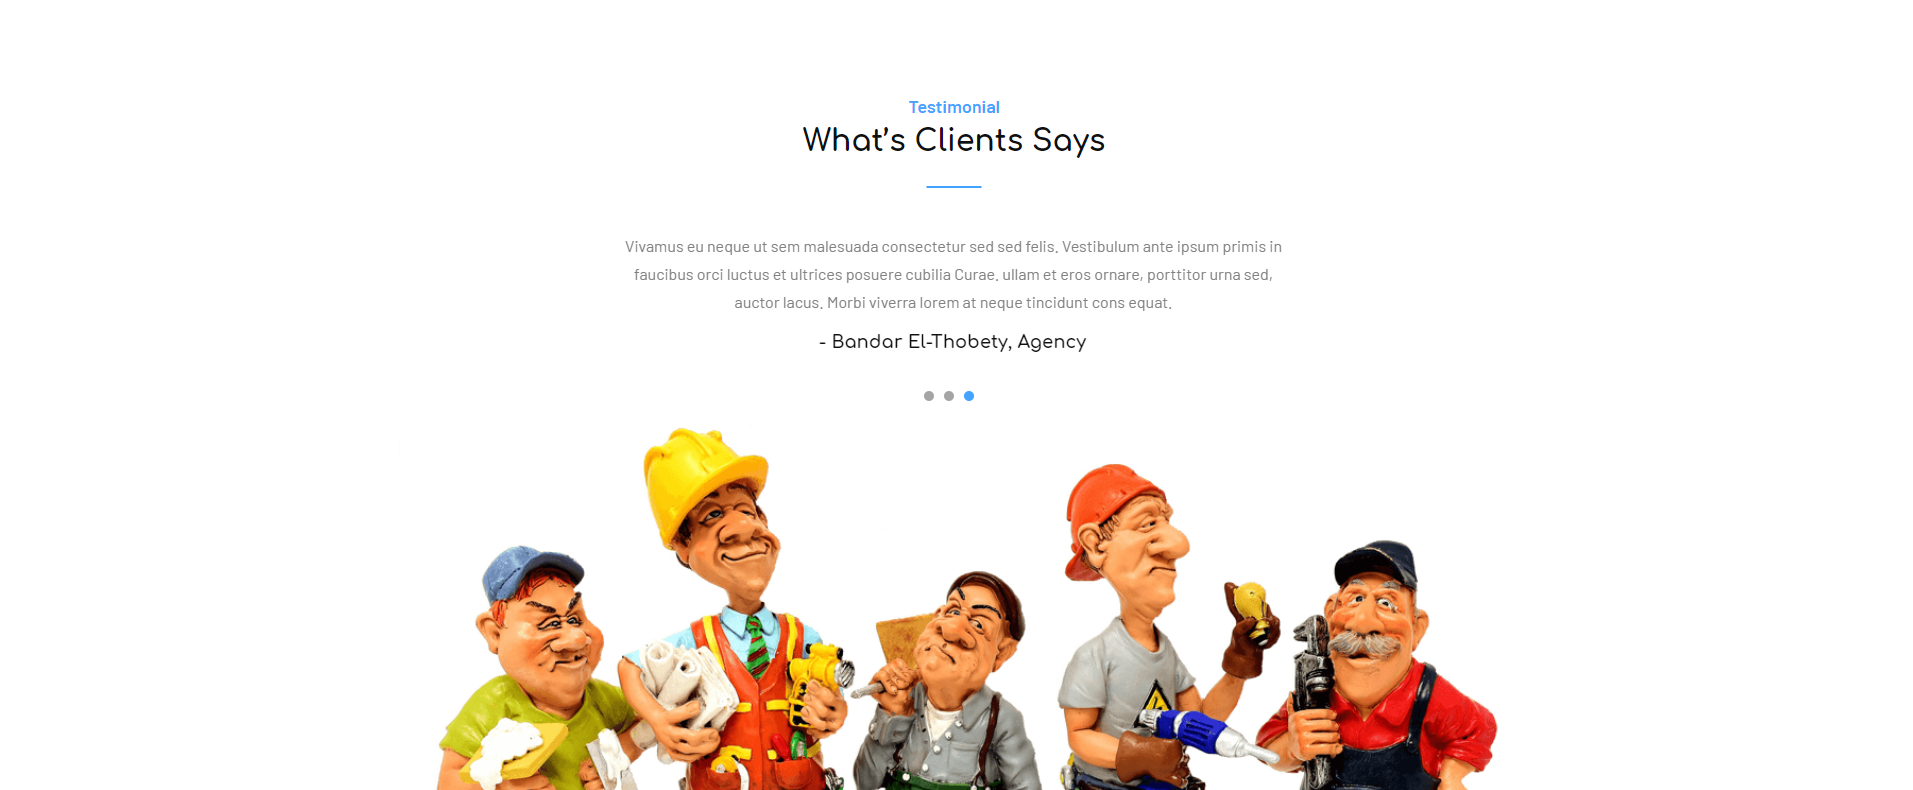 Testimonial
What's Clients Says
Vivamus eu neque ut sem malesuada consectetur sed sed felis. Vestibulum ante ipsum primis in
faucibus orci luctus et ultrices posuere cubilia Curae. ullam et eros ornare, porttitor urna sed,
auctor lacus. Morbi viverra lorem at neque tincidunt cons equat.
- Bandar El-Thobety, Agency